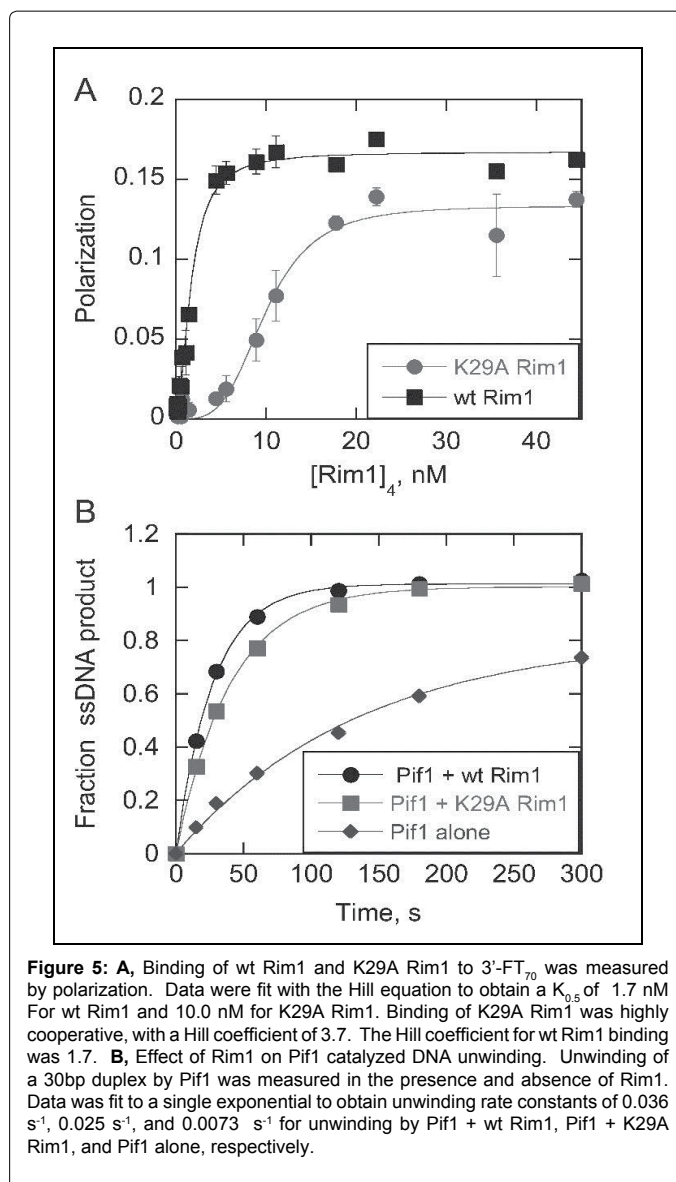 A
0.2
0.15
0.1
0.05
0
Polarization
K29A Rim1
wt Rim1
0 10 20 30 40
[Rim1]₄, nM
B
1.2
1
0.8
0.6
0.4
0.2
0
Fraction ssDNA product
Pif1 + wt Rim1
Pif1 + K29A Rim1
Pif1 alone
0 50 100 150 200 250 300
Time, s
Figure 5: A, Binding of wt Rim1 and K29A Rim1 to 3'-FT₇₀ was measured
by polarization. Data were fit with the Hill equation to obtain a K₀.₅ of 1.7 nM
For wt Rim1 and 10.0 nM for K29A Rim1. Binding of K29A Rim1 was highly
cooperative, with a Hill coefficient of 3.7. The Hill coefficient for wt Rim1 binding
was 1.7. B, Effect of Rim1 on Pif1 catalyzed DNA unwinding. Unwinding of
a 30bp duplex by Pif1 was measured in the presence and absence of Rim1.
Data was fit to a single exponential to obtain unwinding rate constants of 0.036
s⁻¹, 0.025 s⁻¹, and 0.0073 s⁻¹ for unwinding by Pif1 + wt Rim1, Pif1 + K29A
Rim1, and Pif1 alone, respectively.